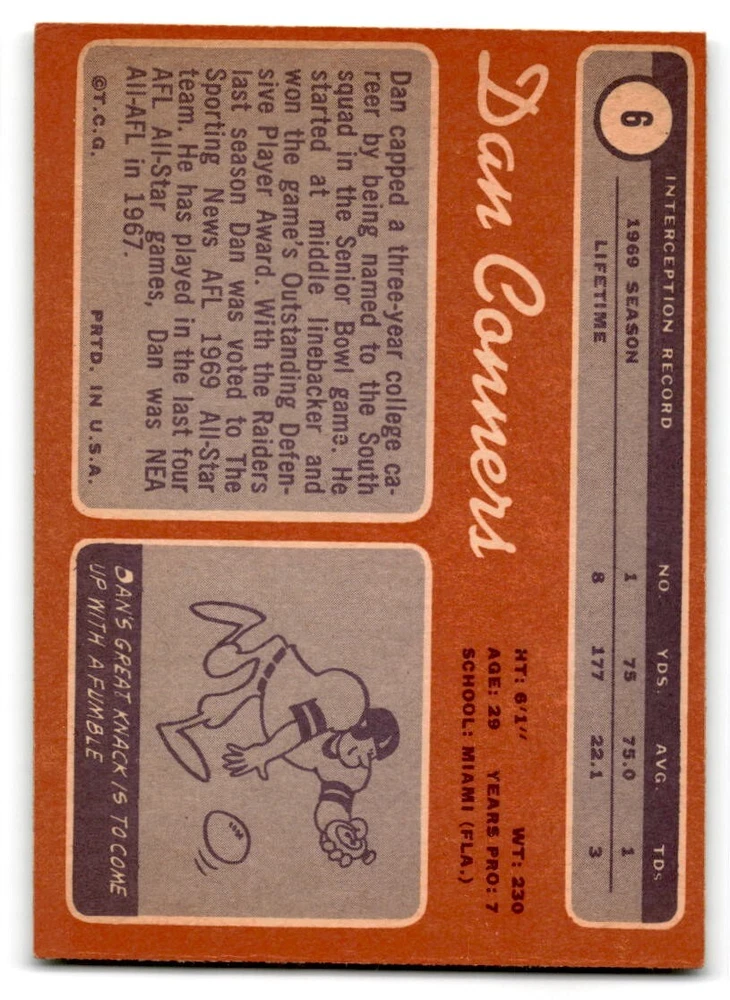 6
INTERCEPTION RECORD NO. YDS. AVG. TDs
1969 SEASON 1 75 75.0 1
LIFETIME 8 177 22.1 3
Dan Conners
HT: 6'1" WT: 230
AGE: 29 YEARS PRO: 7
SCHOOL: MIAMI (FLA.)
Dan capped a three-year college ca-
reer by being named to the South
squad in the Senior Bowl game. He
started at middle linebacker and
won the game's Outstanding Defen-
sive Player Award. With the Raiders
last season Dan was voted to The
Sporting News AFL 1969 All-Star
team. He has played in the last four
AFL All-Star games, Dan was NEA
All-AFL in 1967.
©T.C.G. PRTD. IN U.S.A.
DAN'S GREAT KNACK IS TO COME
UP WITH A FUMBLE